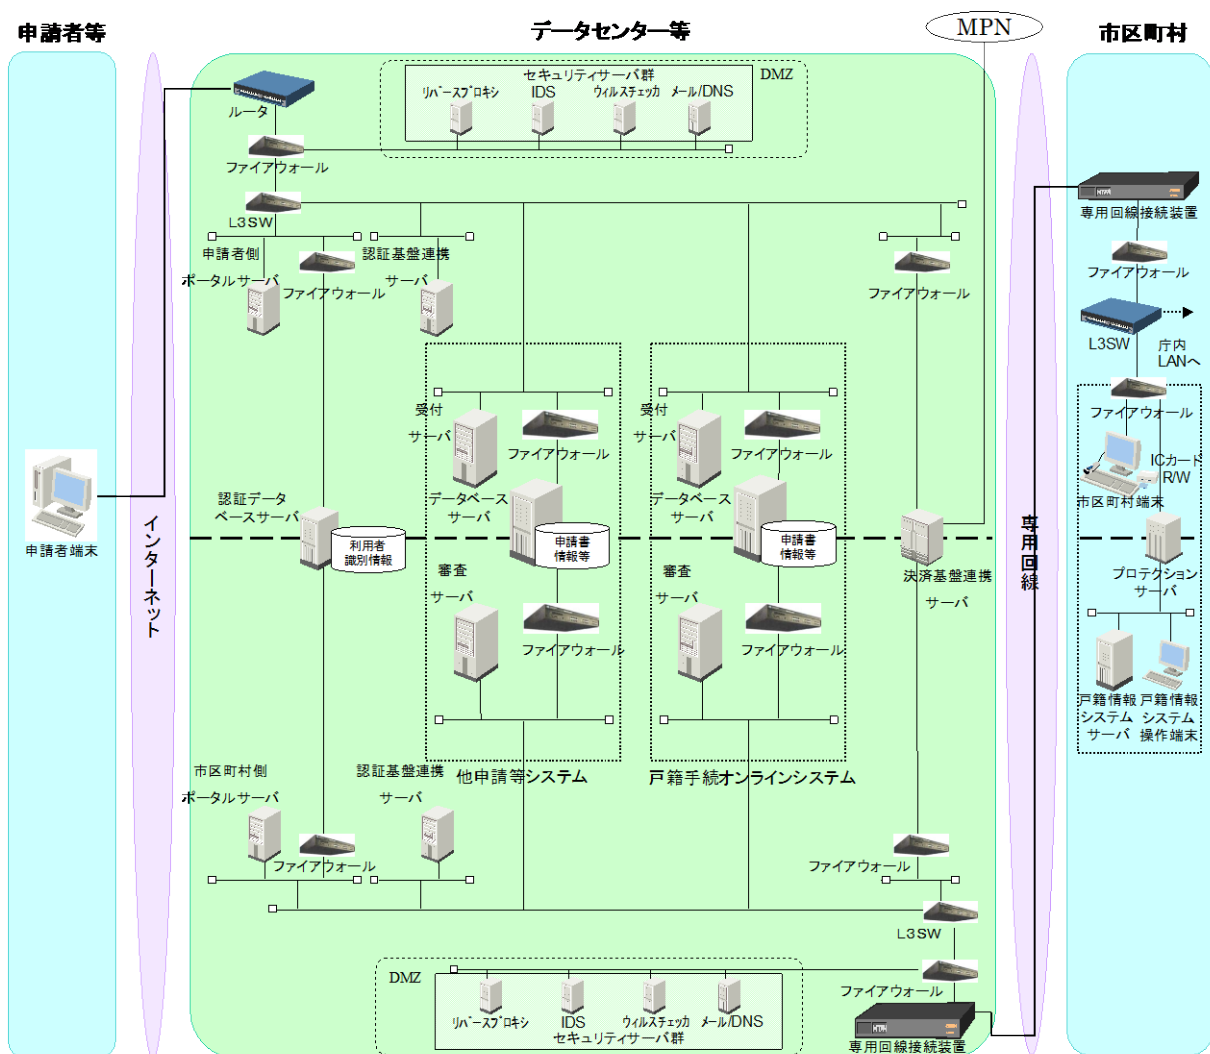 申請者等
データセンター等
MPN
市区町村
ルータ
ファイアウォール
L3SW
セキュリティサーバ群
DMZ
リバースプロキシ
IDS
ウィルスチェッカ
メール/DNS
申請者側
ポータルサーバ
ファイアウォール
認証基盤連携
サーバ
ファイアウォール
専用回線接続装置
ファイアウォール
L3SW
庁内
LANへ
ファイアウォール
ICカード
R/W
市区町村端末
プロテクション
サーバ
戸籍情報
システム
サーバ
戸籍情報
システム
操作端末
申請者端末
インターネット
認証データ
ベースサーバ
利用者
識別情報
受付
サーバ
ファイアウォール
データベース
サーバ
申請書
情報等
審査
サーバ
ファイアウォール
他申請等システム
受付
サーバ
ファイアウォール
データベース
サーバ
申請書
情報等
審査
サーバ
ファイアウォール
戸籍手続オンラインシステム
決済基盤連携
サーバ
専用回線
市区町村側
ポータルサーバ
ファイアウォール
認証基盤連携
サーバ
ファイアウォール
L3SW
ファイアウォール
専用回線接続装置
DMZ
リバースプロキシ
IDS
ウィルスチェッカ
メール/DNS
セキュリティサーバ群